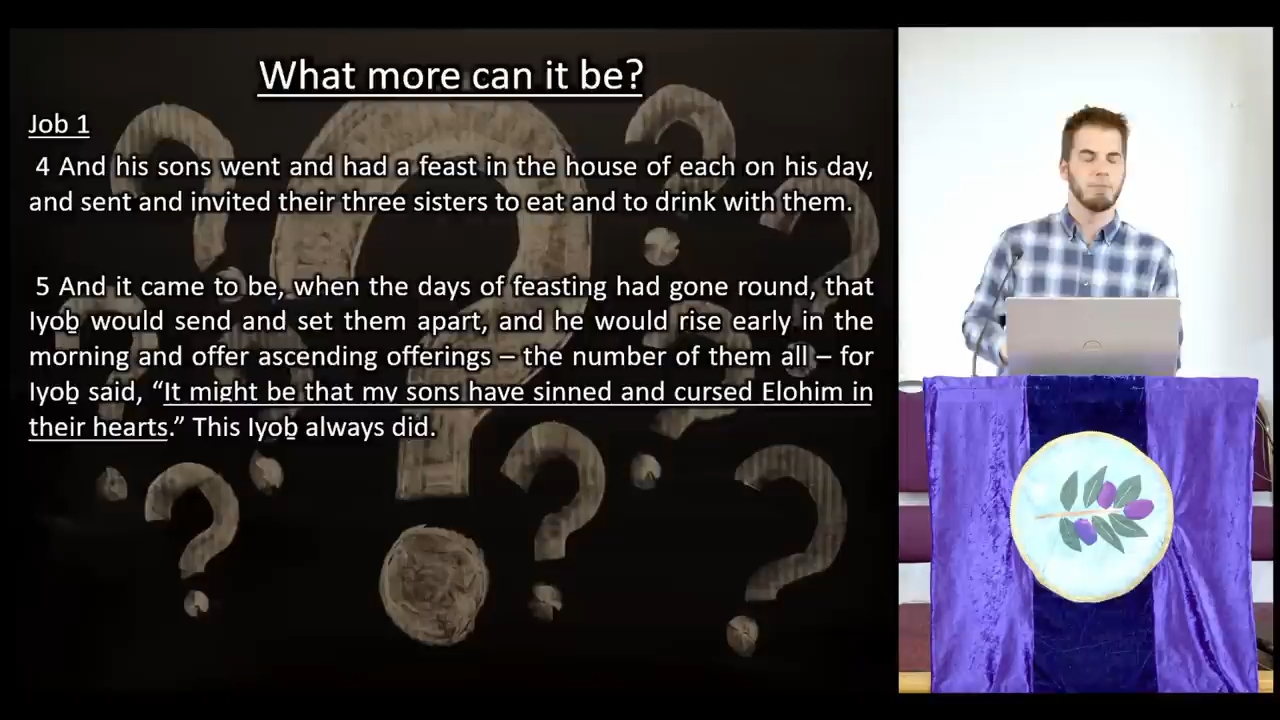 What more can it be?
Job 1
4 And his sons went and had a feast in the house of each on his day,
and sent and invited their three sisters to eat and to drink with them.
5 And it came to be, when the days of feasting had gone round, that
Iyoḇ would send and set them apart, and he would rise early in the
morning and offer ascending offerings – the number of them all – for
Iyoḇ said, “It might be that my sons have sinned and cursed Elohim in
their hearts.” This Iyoḇ always did.